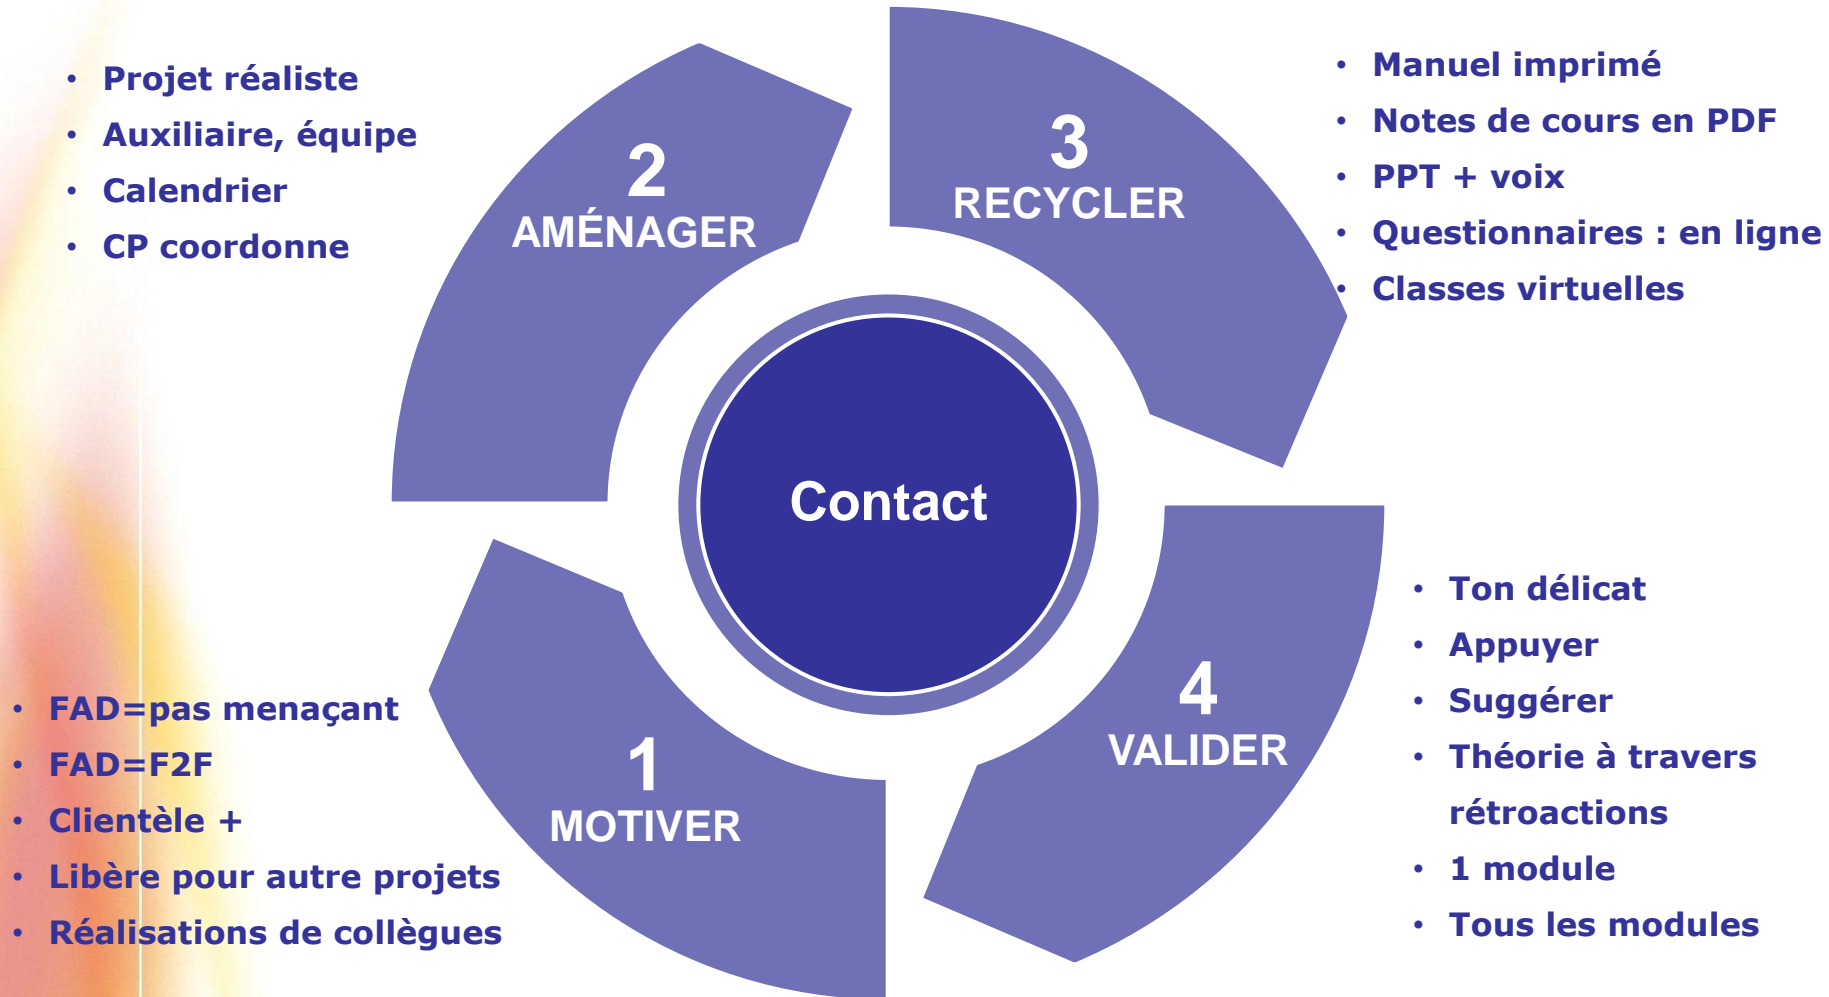 • Projet réaliste
• Auxiliaire, équipe
• Calendrier
• CP coordonne
2
AMÉNAGER
3
RECYCLER
• Manuel imprimé
• Notes de cours en PDF
• PPT + voix
• Questionnaires : en ligne
• Classes virtuelles
Contact
• FAD=pas menaçant
• FAD=F2F
• Clientèle +
• Libère pour autre projets
• Réalisations de collègues
1
MOTIVER
4
VALIDER
• Ton délicat
• Appuyer
• Suggérer
• Théorie à travers
rétroactions
• 1 module
• Tous les modules